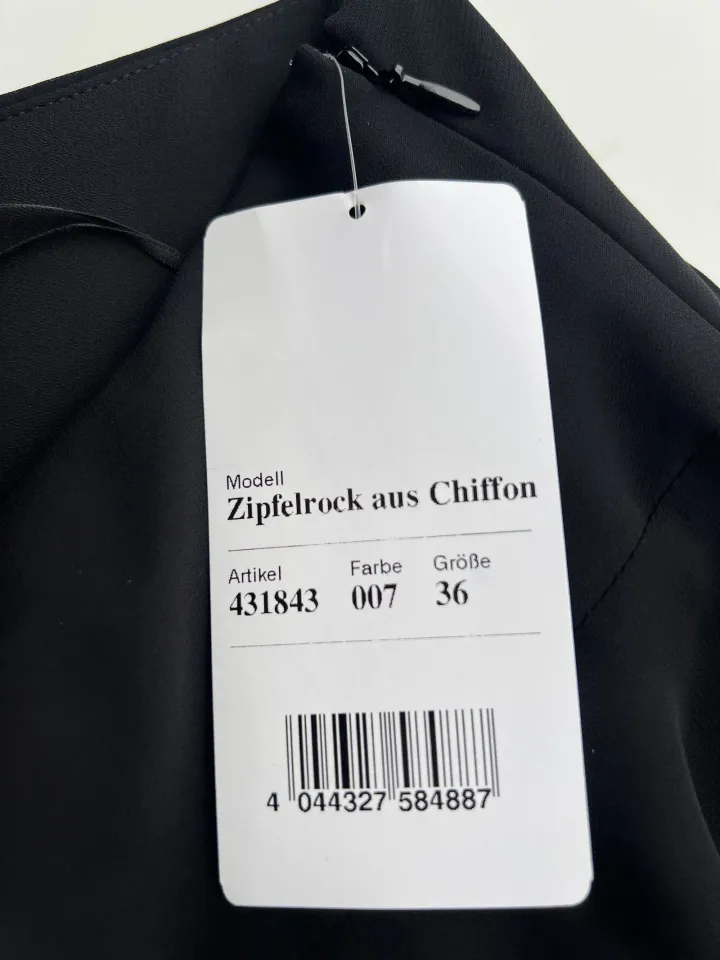 Modell
Zipfelrock aus Chiffon
Artikel Farbe Größe
431843 007 36
4 044327 584887